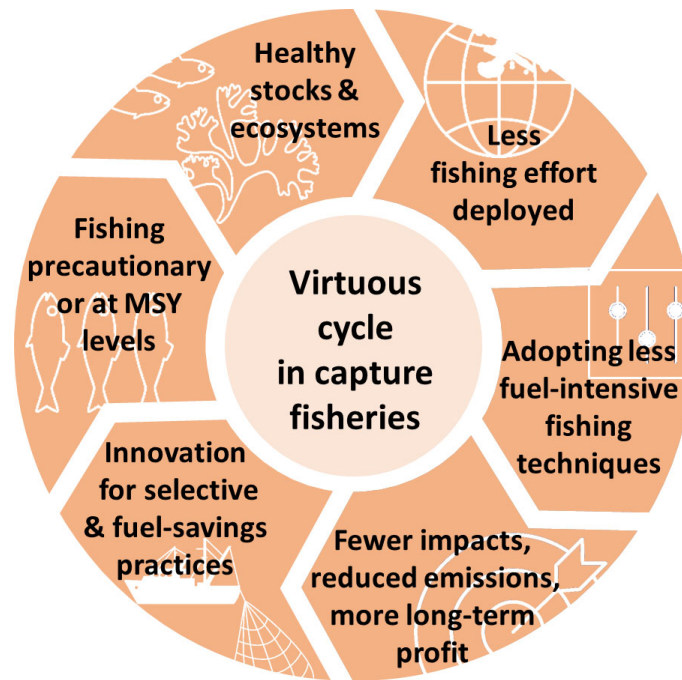 Healthy
stocks &
ecosystems
Less
fishing effort
deployed
Adopting less
fuel-intensive
fishing
techniques
Fewer impacts,
reduced emissions,
more long-term
profit
Innovation
for selective
& fuel-savings
practices
Fishing
precautionary
or at MSY
levels
Virtuous
cycle
in capture
fisheries